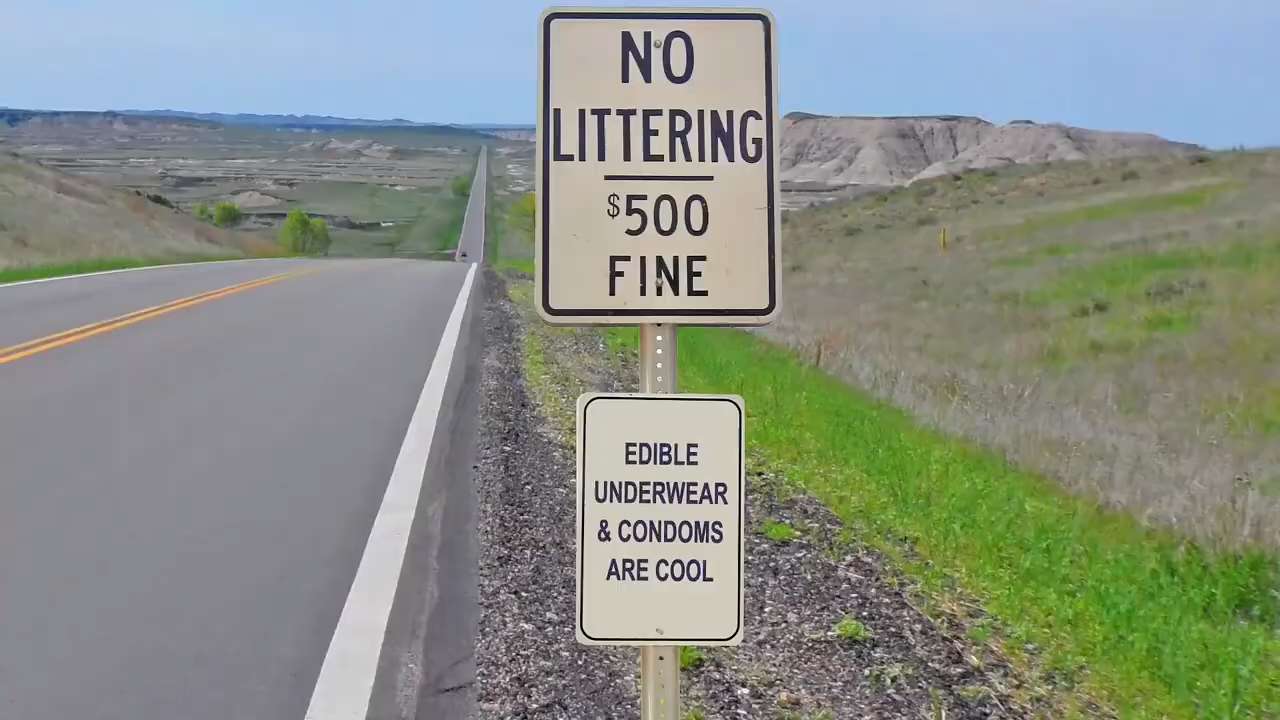 NO
LITTERING
$500
FINE
EDIBLE
UNDERWEAR
& CONDOMS
ARE COOL